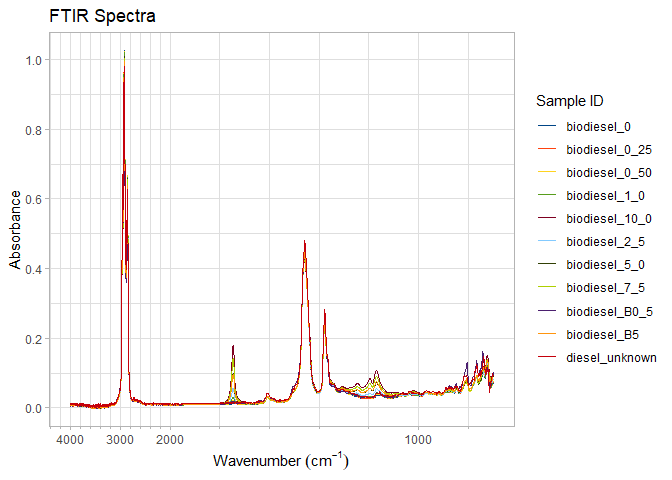 FTIR Spectra
Absorbance
1.0
0.8
0.6
0.4
0.2
0.0
4000 3000 2000 1000
Wavenumber (cm⁻¹)
Sample ID
biodiesel_0
biodiesel_0_25
biodiesel_0_50
biodiesel_1_0
biodiesel_10_0
biodiesel_2_5
biodiesel_5_0
biodiesel_7_5
biodiesel_B0_5
biodiesel_B5
diesel_unknown